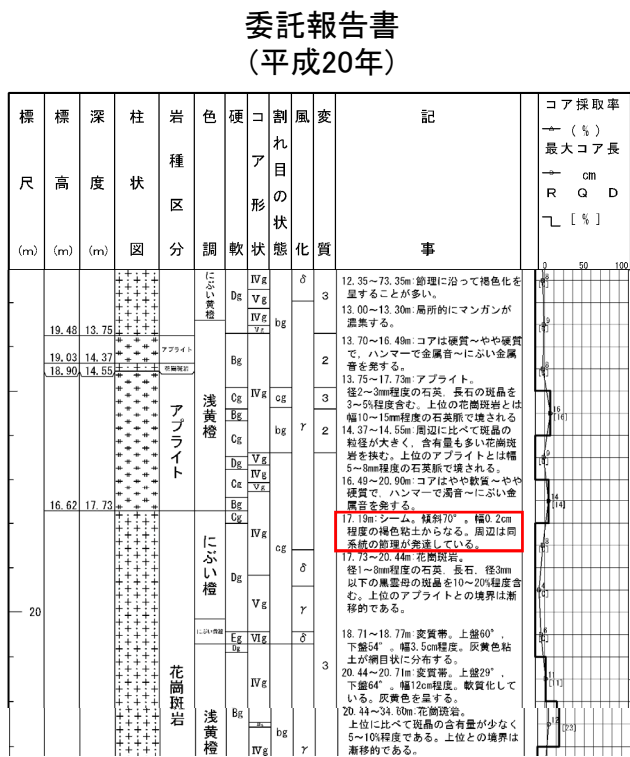 委託報告書
(平成20年)
標尺(m)
標高(m)
深度(m)
柱状図
岩種区分
色調
硬軟
コア形状
割れ目の状態
風化
変質
記事
コア採取率
(%)
最大コア長
cm
RQD
[%]
0 50 100
19.48 13.75
19.03 14.37
18.90 14.55
16.62 17.73
20
アプライト
花崗斑岩
アプライト
花崗斑岩
にぶい黄橙
浅黄橙
にぶい橙
浅黄橙
Dg
Bg
Cg
Bg
Cg
Dg
Cg
Bg
Cg
Dg
Eg
Dg
Bg
Ⅳg
Ⅴg
Ⅳg
Ⅴg
Ⅳg
Ⅴg
Ⅳg
Ⅴg
Ⅳg
Ⅴg
Ⅵg
Ⅳg
Ⅳg
bg
cg
bg
cg
bg
δ
γ
δ
γ
δ
γ
3
2
3
2
3
12.35~73.35m:節理に沿って褐色化を
呈することが多い。
13.00~13.30m:局所的にマンガンが
濃集する。
13.70~16.49m:コアは硬質~やや硬質
で、ハンマーで金属音~にぶい金属
音を発する。
13.75~17.73m:アプライト。
径2~3mm程度の石英、長石の斑晶を
3~5%程度含む。上位の花崗斑岩とは
幅10~15mm程度の石英脈で境される。
14.37~14.55m:周辺に比べて斑晶の
粒径が大きく、含有量も多い花崗斑
岩を挟む。上位のアプライトとは幅
5~8mm程度の石英脈で境される。
16.49~20.90m:コアはやや軟質~やや
硬質で、ハンマーで濁音~にぶい金
属音を発する。
17.19m:シーム。傾斜70°。幅0.2cm
程度の褐色粘土からなる。周辺は同
系統の節理が発達している。
17.73~20.44m:花崗斑岩。
径1~8mm程度の石英、長石、径3mm
以下の黒雲母の斑晶を10~20%程度含
む。上位のアプライトとの境界は漸
移的である。
18.71~18.77m:変質帯。上盤60°、
下盤54°。幅3.5cm程度。灰黄色粘
土が網目状に分布する。
20.44~20.71m:変質帯。上盤29°、
下盤64°。幅12cm程度。軟質化して
いる。灰黄色を呈する。
20.44~34.60m:花崗斑岩。
上位に比べて斑晶の含有量が少なく
5~10%程度である。上位との境界は
漸移的である。
16
[16]
14
[14]
11
[11]
12
[23]